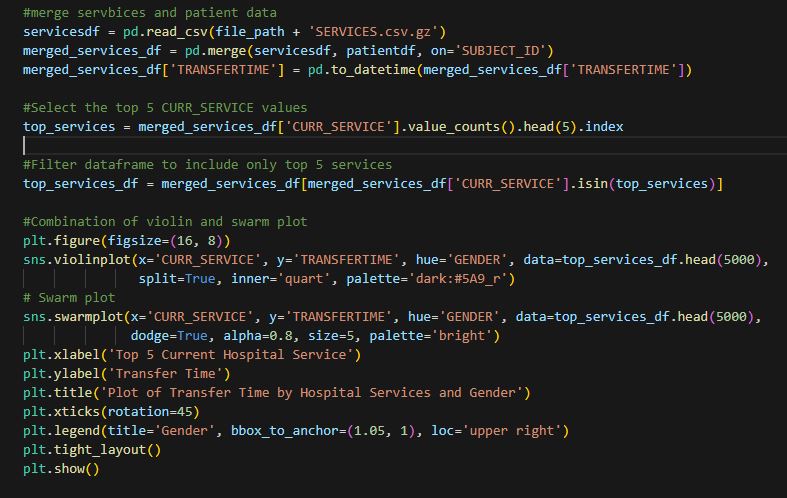 #merge servbices and patient data
servicesdf = pd.read_csv(file_path + 'SERVICES.csv.gz')
merged_services_df = pd.merge(servicesdf, patientdf, on='SUBJECT_ID')
merged_services_df['TRANSFERTIME'] = pd.to_datetime(merged_services_df['TRANSFERTIME'])
#Select the top 5 CURR_SERVICE values
top_services = merged_services_df['CURR_SERVICE'].value_counts().head(5).index
#Filter dataframe to include only top 5 services
top_services_df = merged_services_df[merged_services_df['CURR_SERVICE'].isin(top_services)]
#Combination of violin and swarm plot
plt.figure(figsize=(16, 8))
sns.violinplot(x='CURR_SERVICE', y='TRANSFERTIME', hue='GENDER', data=top_services_df.head(5000),
split=True, inner='quart', palette='dark:#5A9_r')
# Swarm plot
sns.swarmplot(x='CURR_SERVICE', y='TRANSFERTIME', hue='GENDER', data=top_services_df.head(5000),
dodge=True, alpha=0.8, size=5, palette='bright')
plt.xlabel('Top 5 Current Hospital Service')
plt.ylabel('Transfer Time')
plt.title('Plot of Transfer Time by Hospital Services and Gender')
plt.xticks(rotation=45)
plt.legend(title='Gender', bbox_to_anchor=(1.05, 1), loc='upper right')
plt.tight_layout()
plt.show()